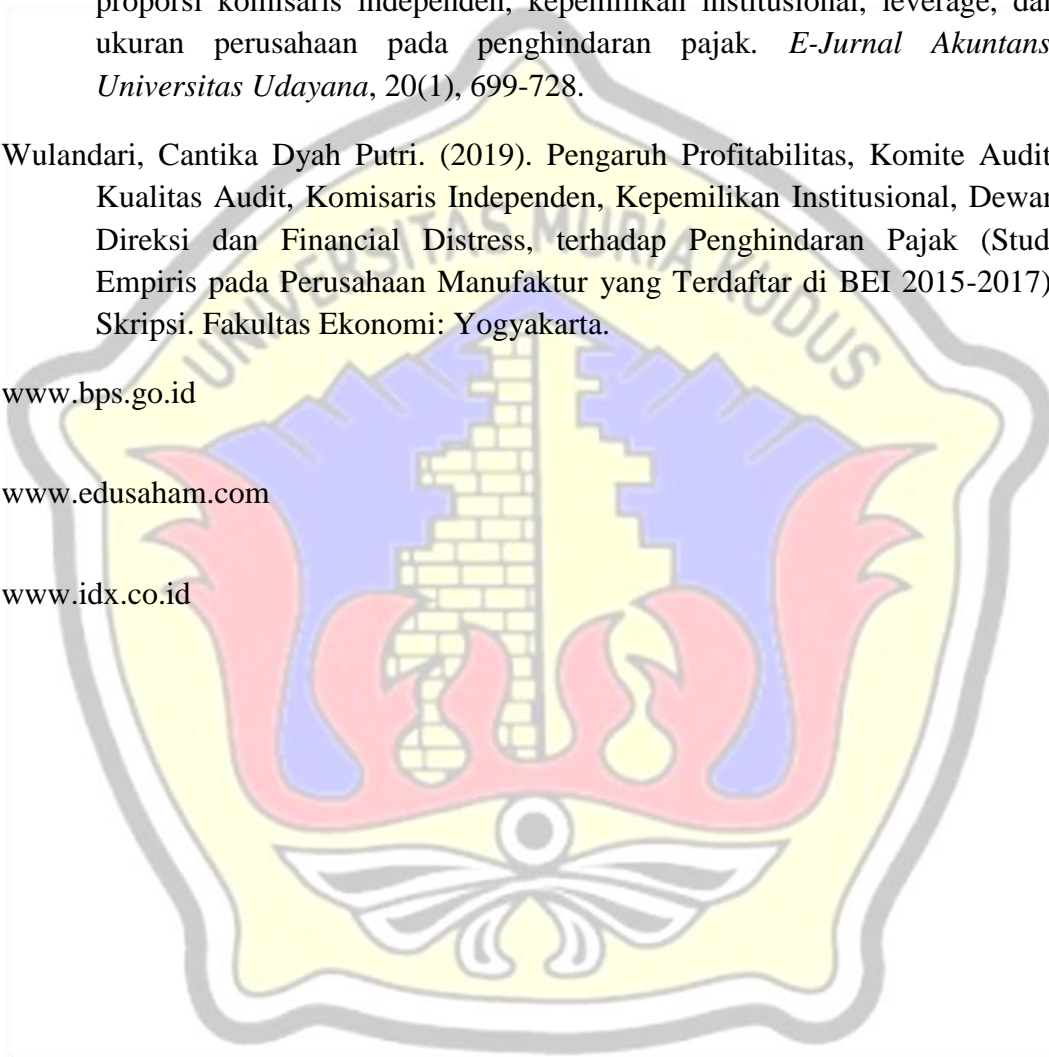 proporsi komisaris independen, kepemilikan institusional, leverage, dan
ukuran perusahaan pada penghindaran pajak. E-Jurnal Akuntans
Universitas Udayana, 20(1), 699-728.
Wulandari, Cantika Dyah Putri. (2019). Pengaruh Profitabilitas, Komite Audit
Kualitas Audit, Komisaris Independen, Kepemilikan Institusional, Dewan
Direksi dan Financial Distress, terhadap Penghindaran Pajak (Stud
Empiris pada Perusahaan Manufaktur yang Terdaftar di BEI 2015-2017)
Skripsi. Fakultas Ekonomi: Yogyakarta.
UNIVERSITAS MURIA KUDUS
www.bps.go.id
www.edusaham.com
www.idx.co.id